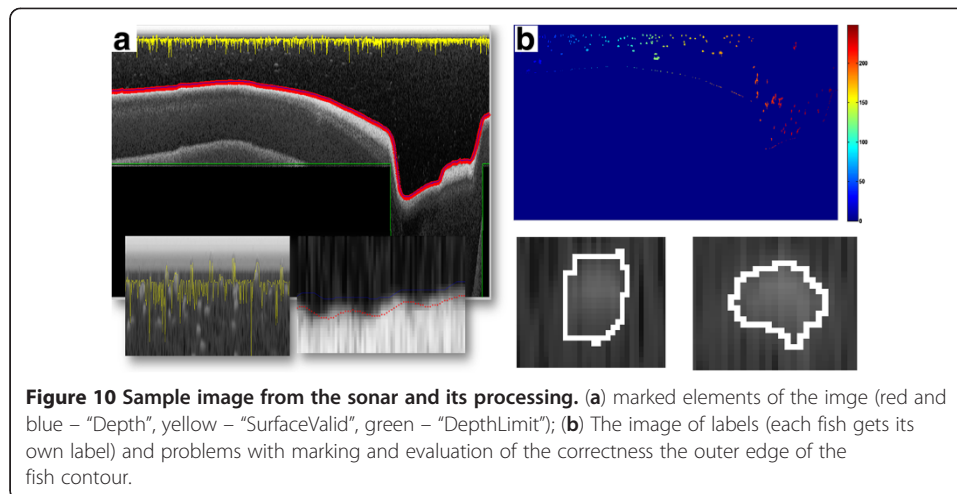 a
b
200
150
100
50
0
Figure 10 Sample image from the sonar and its processing. (a) marked elements of the imge (red and
blue – “Depth”, yellow – “SurfaceValid”, green – “DepthLimit”); (b) The image of labels (each fish gets its
own label) and problems with marking and evaluation of the correctness the outer edge of the
fish contour.